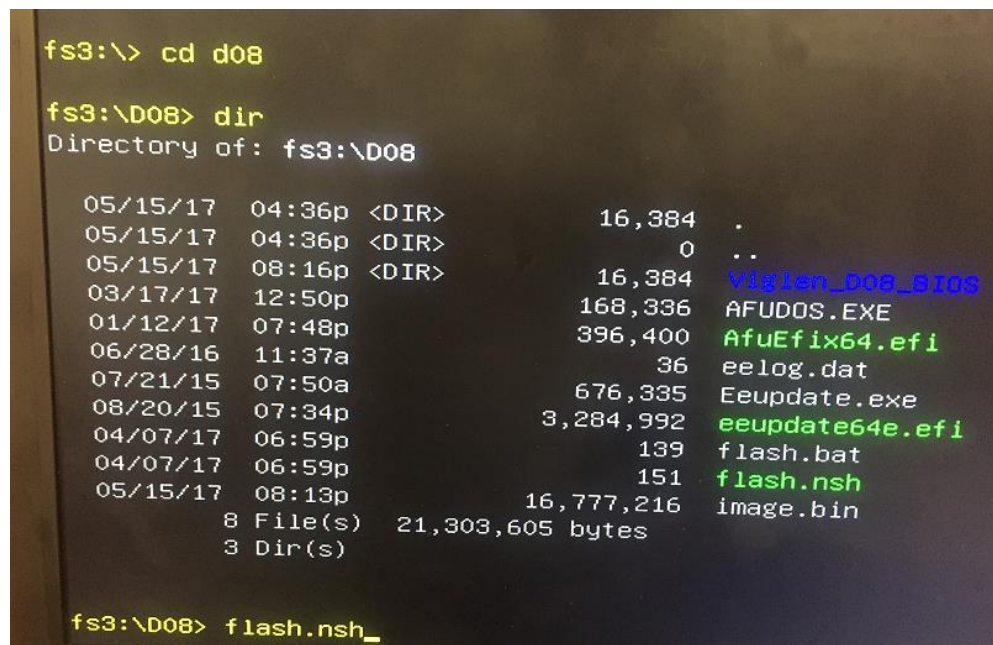 fs3:\> cd d08
fs3:\D08> dir
Directory of: fs3:\D08
05/15/17 04:36p <DIR> 16,384 .
05/15/17 04:36p <DIR> 0 ..
05/15/17 08:16p <DIR> 16,384 Viglen_D08_BIOS
03/17/17 12:50p 168,336 AFUDOS.EXE
01/12/17 07:48p 396,400 AfuEfix64.efi
06/28/16 11:37a 36 eelog.dat
07/21/15 07:50a 676,335 Eeupdate.exe
08/20/15 07:34p 3,284,992 eeupdate64e.efi
04/07/17 06:59p 139 flash.bat
04/07/17 06:59p 151 flash.nsh
05/15/17 08:13p 16,777,216 image.bin
8 File(s) 21,303,605 bytes
3 Dir(s)
fs3:\D08> flash.nsh_